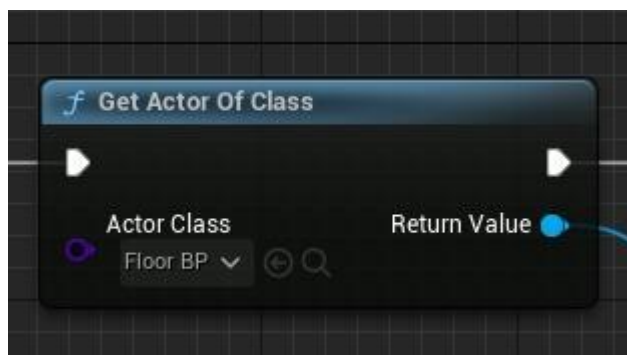 f Get Actor Of Class
Actor Class
Return Value
Floor BP